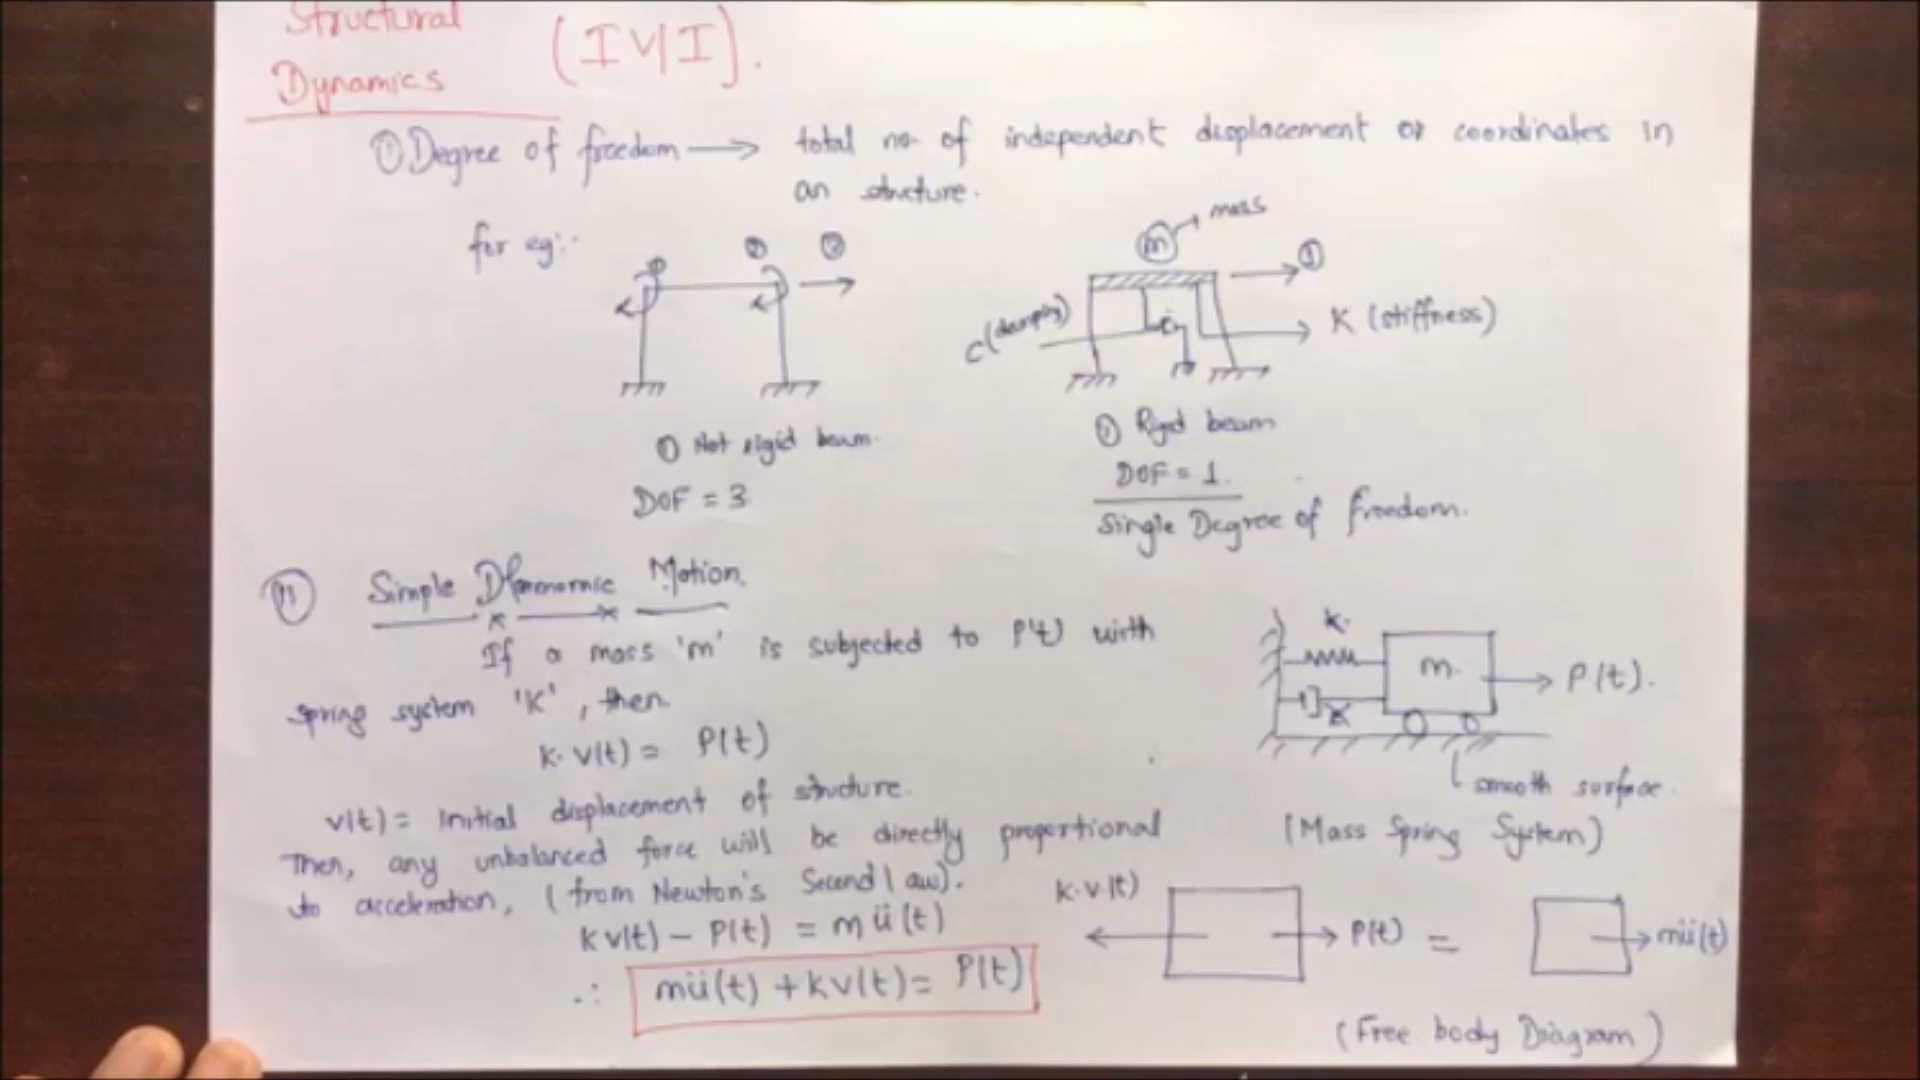 Structural
Dynamics
(IV/I).
① Degree of freedom → total no. of independent displacement or coordinates in
an structure.
for eg:-
① ② ③
m → mass
①
C (damping)
K (stiffness)
① Not rigid beam.
DOF = 3
① Rigid beam
DOF = 1.
Single Degree of freedom.
⑪ Simple Motion.
If a mass 'm' is subjected to P(t) with
spring system 'K', then
k. v(t) = P(t)
v(t) = Initial displacement of structure.
Then, any unbalanced force will be directly proportional
to acceleration, (from Newton's Second law).
kv(t) - P(t) = mü(t)
∴ mü(t) + kv(t) = P(t)
k.
m.
P(t).
smooth surface.
(Mass Spring System)
k.v(t)
P(t) =
mü(t)
(Free body Diagram)